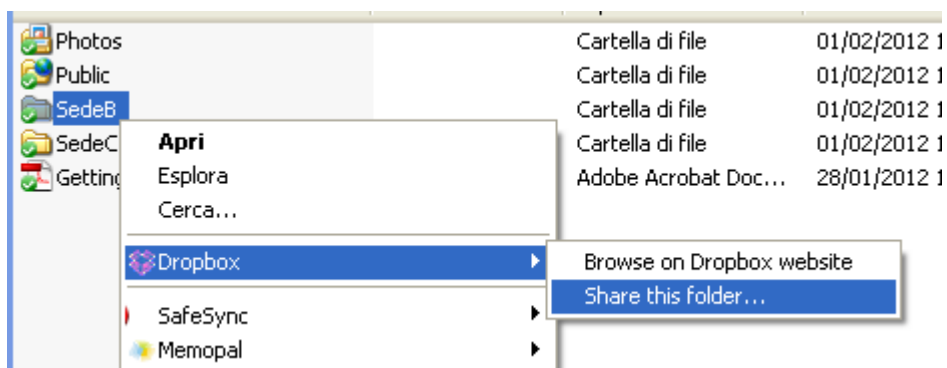 Photos Cartella di file 01/02/2012 1
Public Cartella di file 01/02/2012 1
SedeB Cartella di file 01/02/2012 1
SedeC Cartella di file 01/02/2012 1
Getting Adobe Acrobat Doc... 28/01/2012 1
Apri
Esplora
Cerca...
Dropbox
SafeSync
Memopal
Browse on Dropbox website
Share this folder...